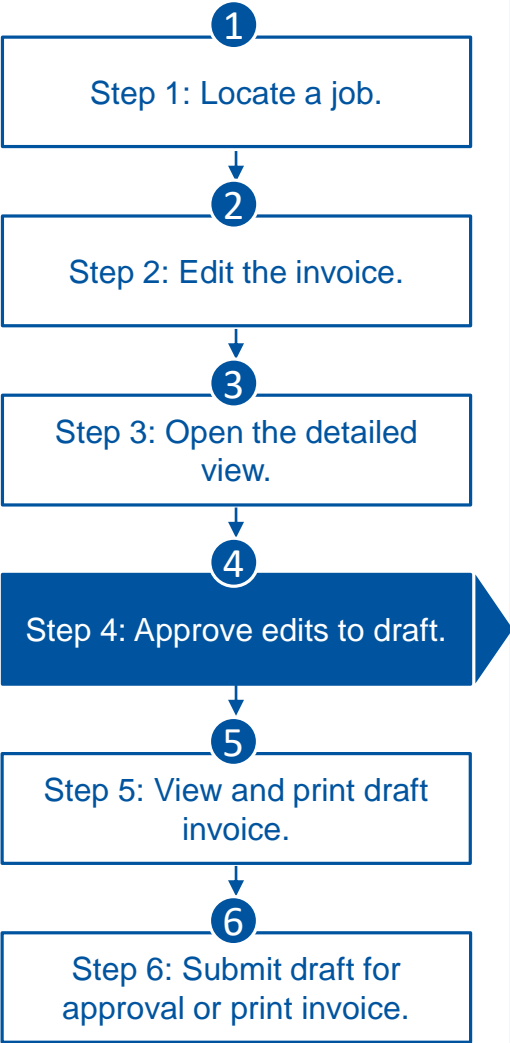 1
Step 1: Locate a job.
2
Step 2: Edit the invoice.
3
Step 3: Open the detailed
view.
4
Step 4: Approve edits to draft.
5
Step 5: View and print draft
invoice.
6
Step 6: Submit draft for
approval or print invoice.